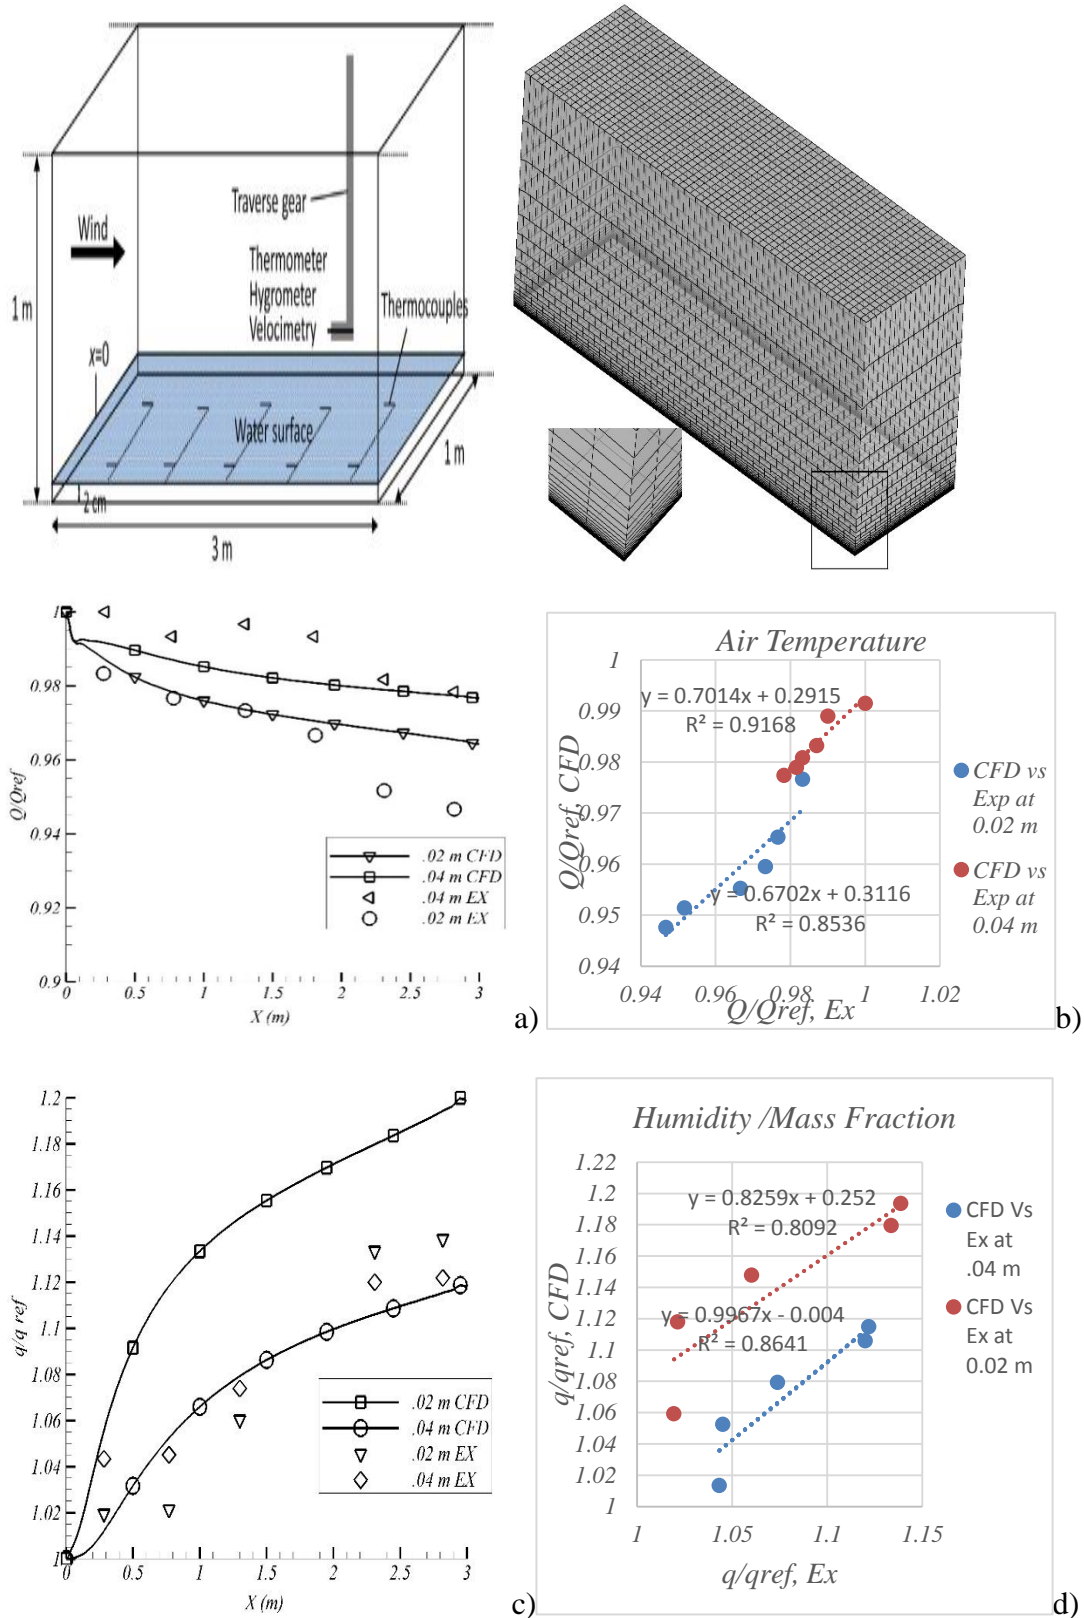 Traverse gear
Wind
Thermometer
Hygrometer
Velocimetry
Thermocouples
1 m
x=0
Water surface
1 m
2 cm
3 m
1
0.98
0.96
0.94
0.92
0.9
Q/Qref
0 0.5 1 1.5 2 2.5 3
X (m)
.02 m CFD
.04 m CFD
.04 m EX
.02 m EX
a)
Air Temperature
1
0.99
0.98
0.97
0.96
0.95
0.94
Q/Qref, CFD
y = 0.7014x + 0.2915
R² = 0.9168
y = 0.6702x + 0.3116
R² = 0.8536
0.94 0.96 0.98 1 1.02
Q/Qref, Ex
CFD vs
Exp at
0.02 m
CFD vs
Exp at
0.04 m
b)
1.2
1.18
1.16
1.14
1.12
1.1
1.08
1.06
1.04
1.02
1
q/q ref
0 0.5 1 1.5 2 2.5 3
X (m)
.02 m CFD
.04 m CFD
.02 m EX
.04 m EX
c)
Humidity /Mass Fraction
1.22
1.2
1.18
1.16
1.14
1.12
1.1
1.08
1.06
1.04
1.02
1
q/qref, CFD
y = 0.8259x + 0.252
R² = 0.8092
y = 0.9967x - 0.004
R² = 0.8641
1 1.05 1.1 1.15
q/qref, Ex
CFD Vs
Ex at
.04 m
CFD Vs
Ex at
0.02 m
d)